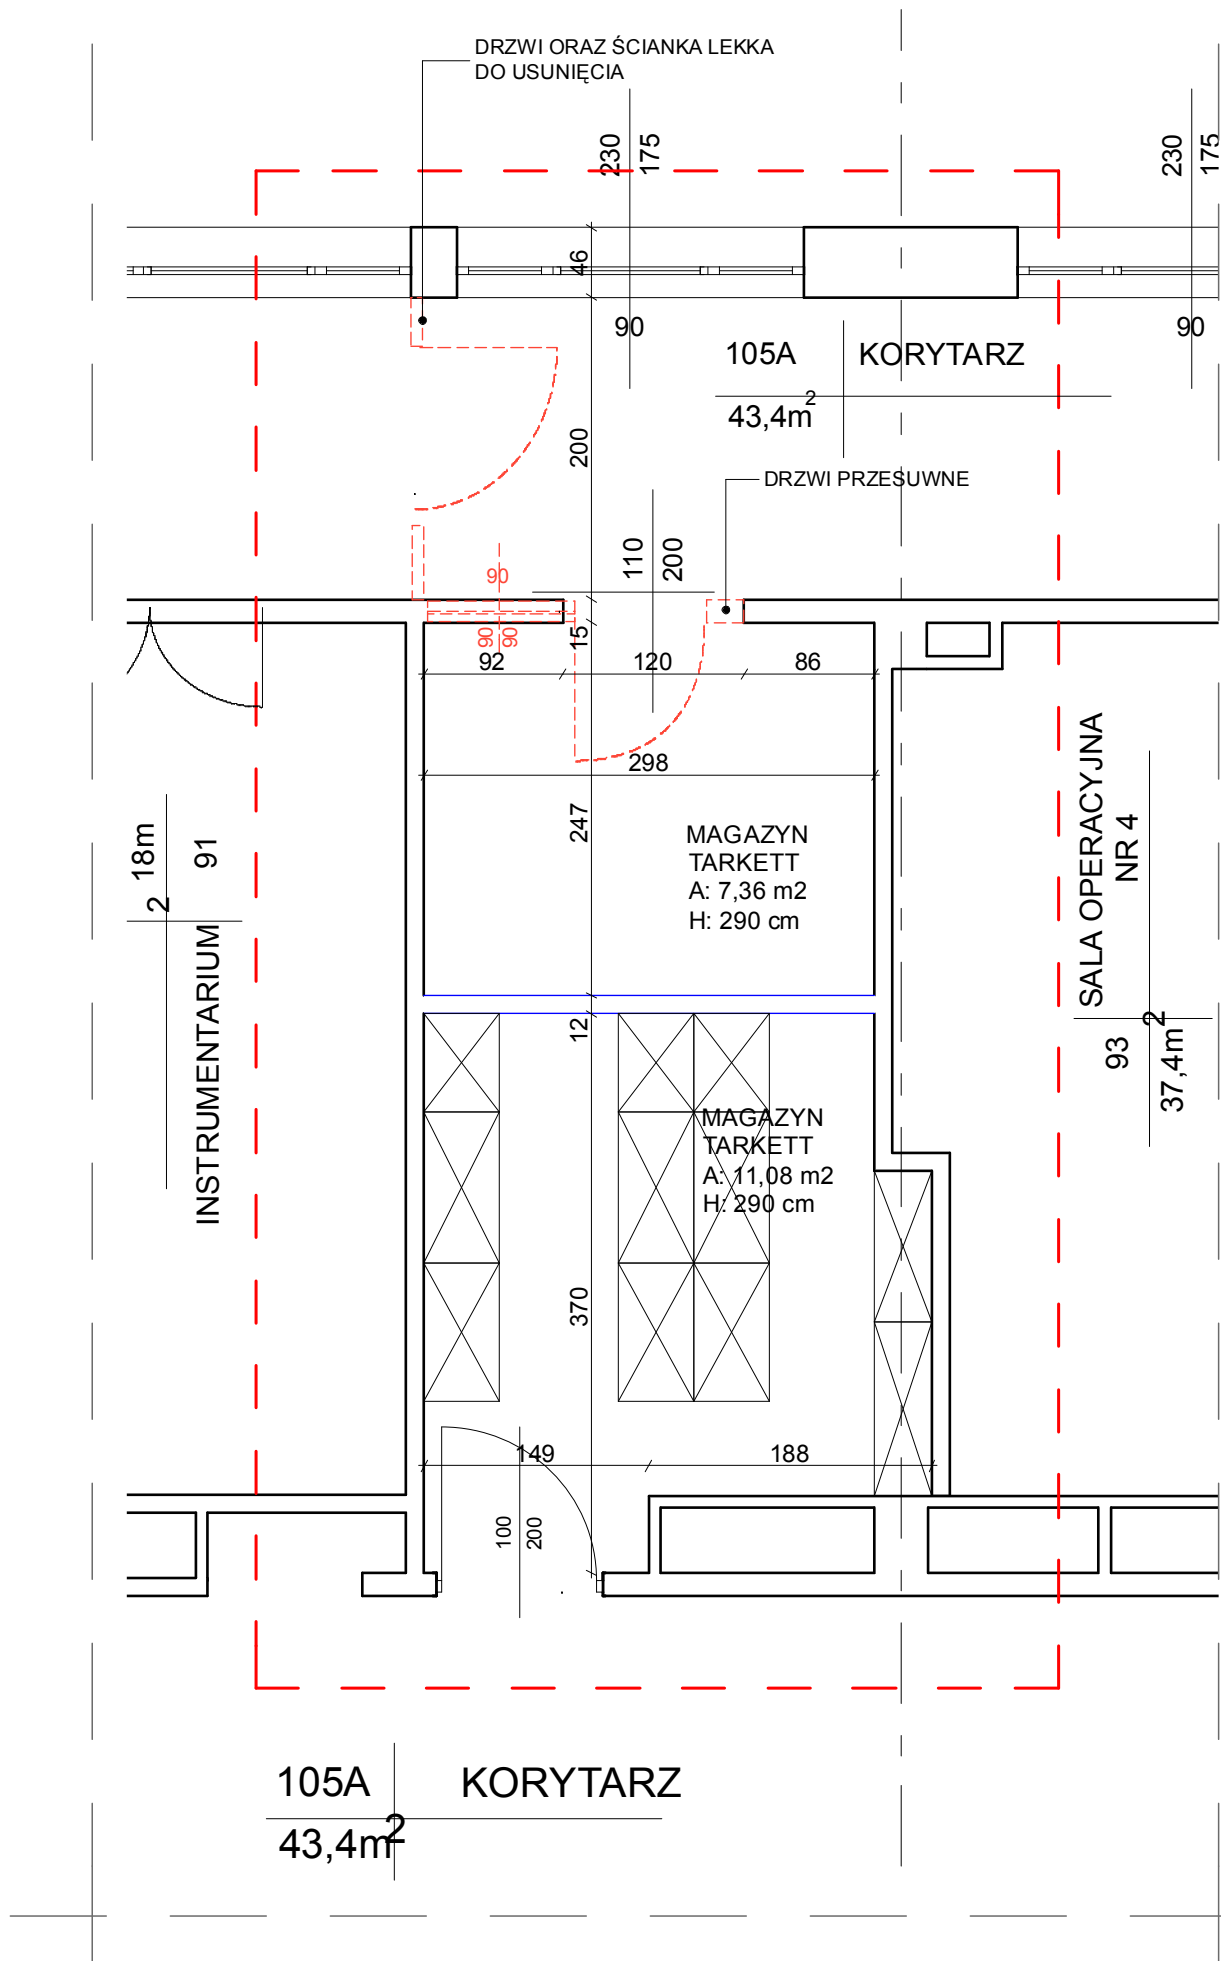 DRZWI ORAZ ŚCIANKA LEKKA
DO USUNIĘCIA
230
175
230
175
46
90
90
105A
KORYTARZ
43,4m2
200
DRZWI PRZESUWNE
110
200
90
90
90
15
92
120
86
298
247
MAGAZYN
TARKETT
A: 7,36 m2
H: 290 cm
18m2
91
INSTRUMENTARIUM
SALA OPERACYJNA
NR 4
93
37,4m2
12
MAGAZYN
TARKETT
A: 11,08 m2
H: 290 cm
370
149
188
100
200
105A
KORYTARZ
43,4m2